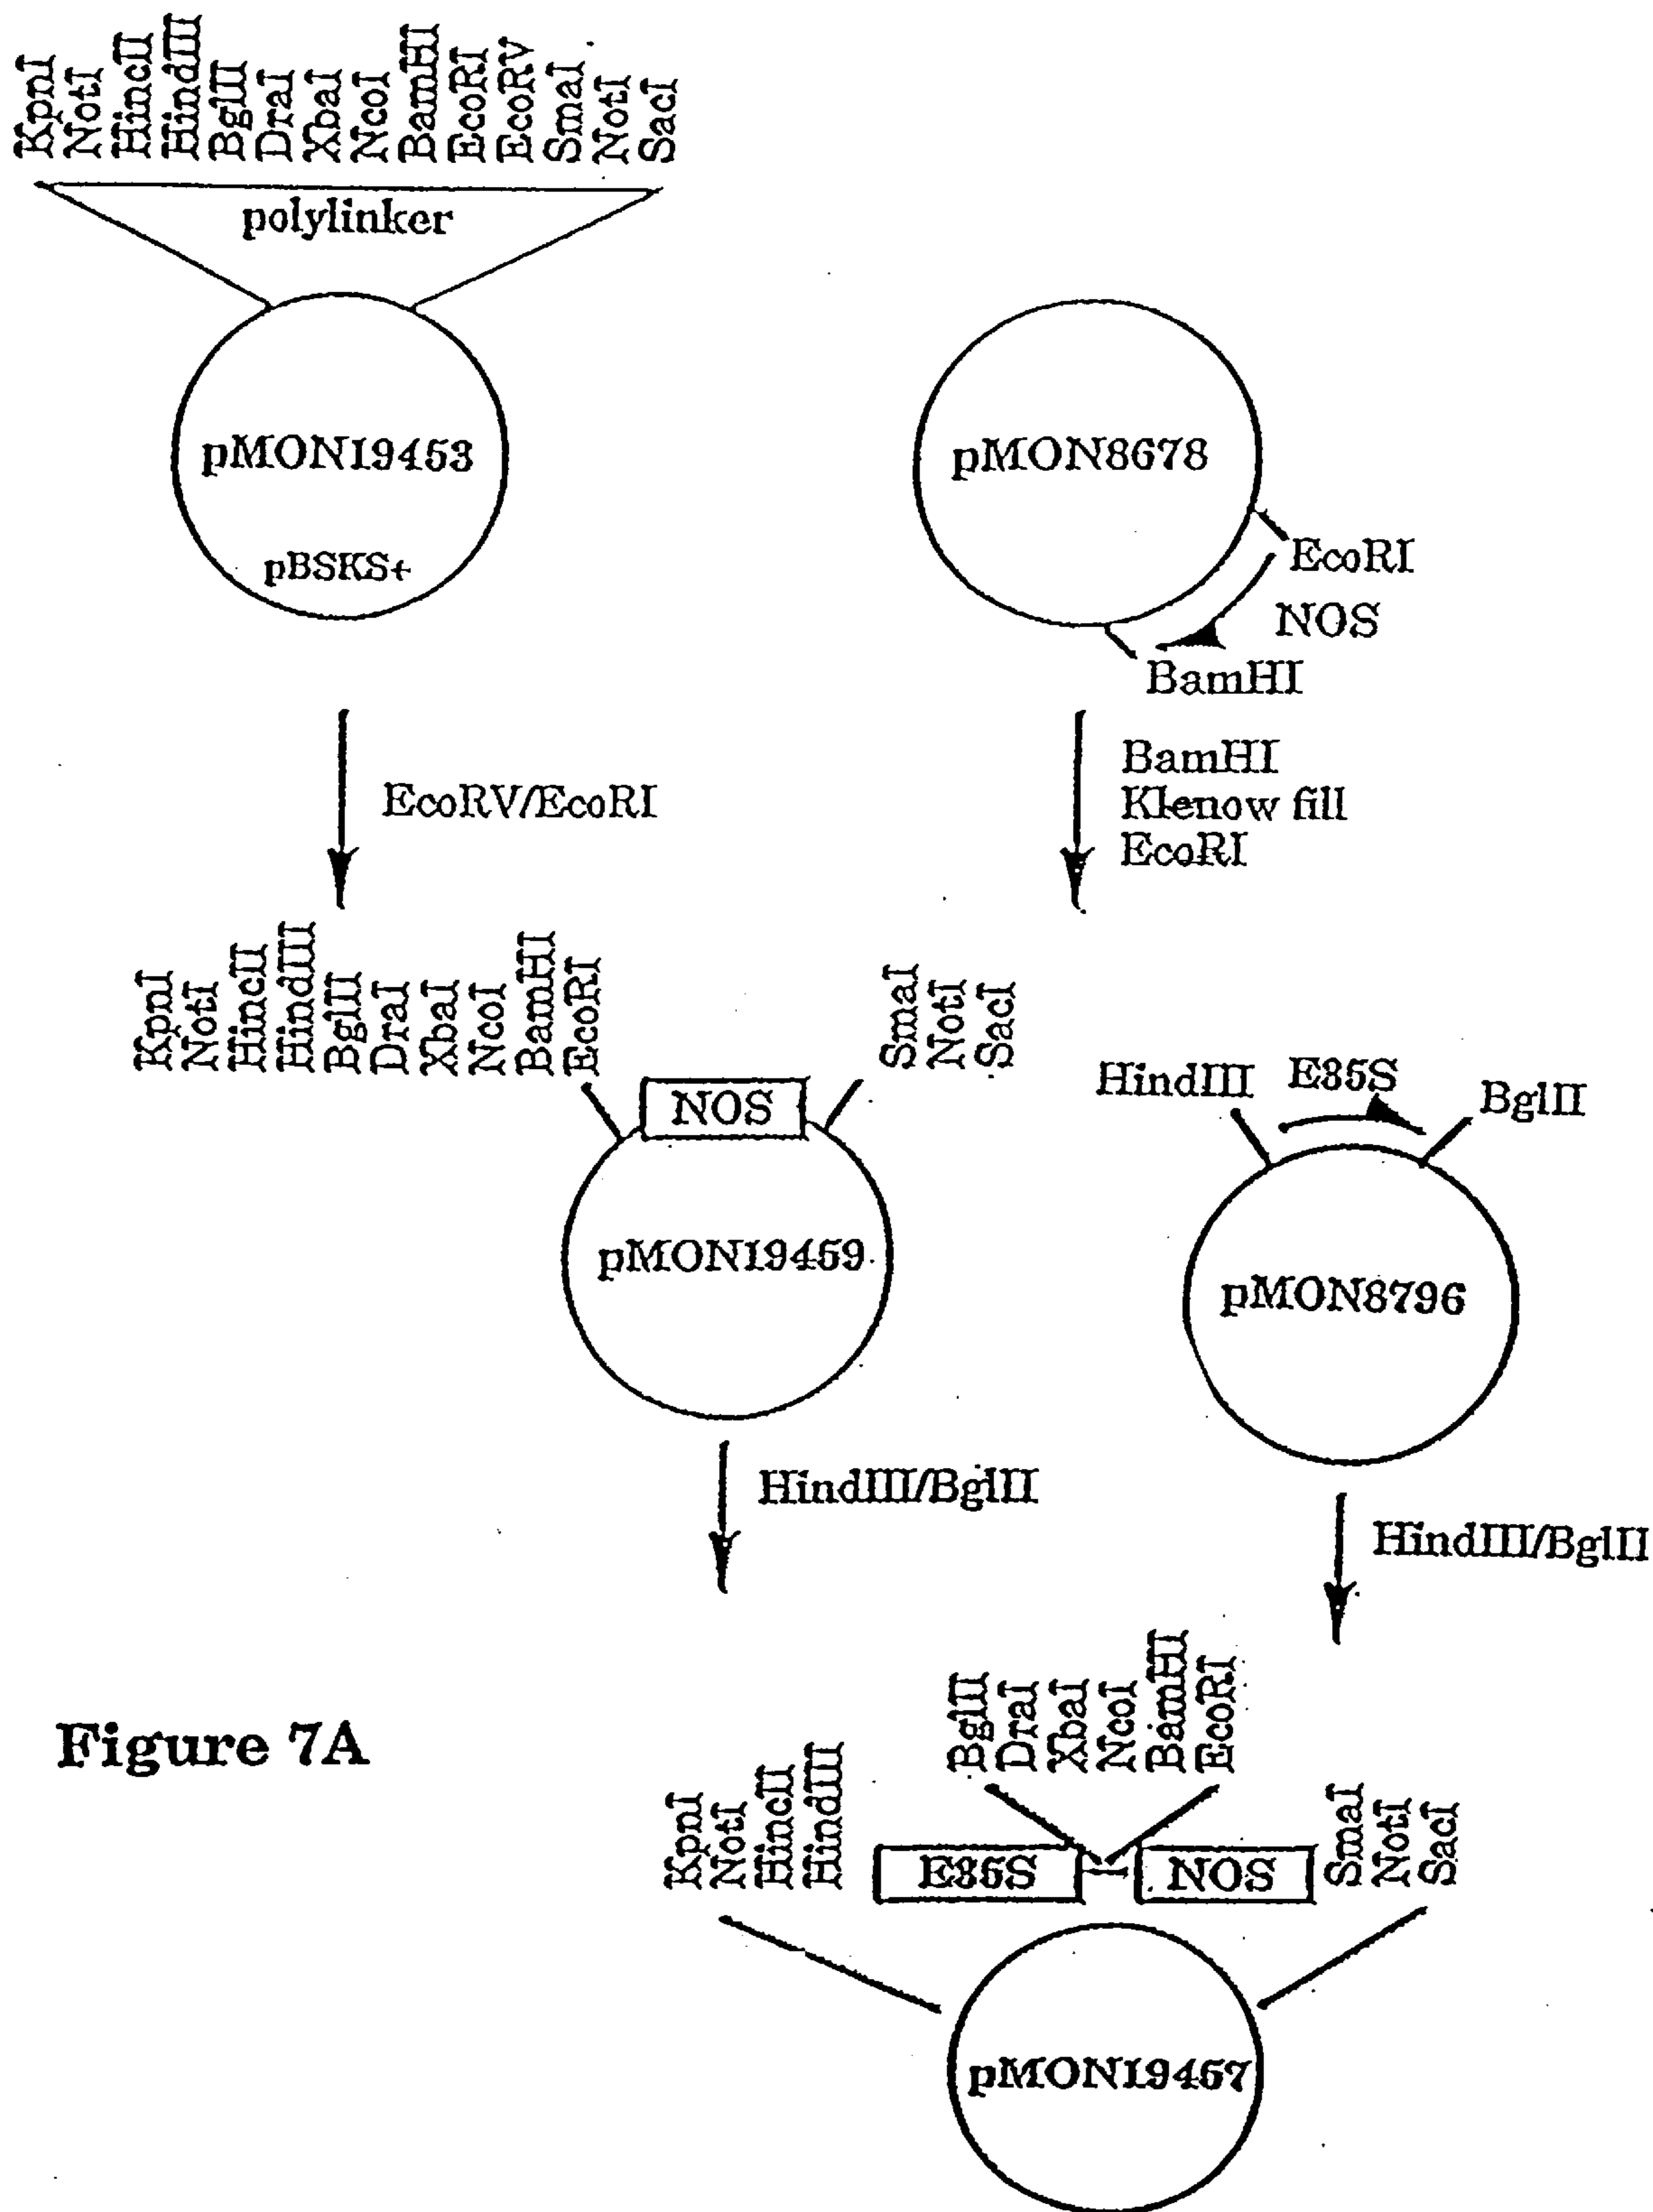 KpnI
NotI
HincII
HindIII
BglII
DraI
XbaI
NcoI
BamHI
EcoRI
EcoRV
SmaI
NotI
SacI
polylinker
pMON19453
pBSKS+
pMON8678
EcoRI
NOS
BamHI
EcoRV/EcoRI
BamHI
Klenow fill
EcoRI
KpnI
NotI
HincII
HindIII
BglII
DraI
XbaI
NcoI
BamHI
EcoRI
NOS
SmaI
NotI
SacI
pMON19459
HindIII
E35S
BglII
pMON8796
HindIII/BglII
HindIII/BglII
Figure 7A
KpnI
NotI
HincII
HindIII
E35S
BglII
DraI
XbaI
NcoI
BamHI
EcoRI
NOS
SmaI
NotI
SacI
pMON19457